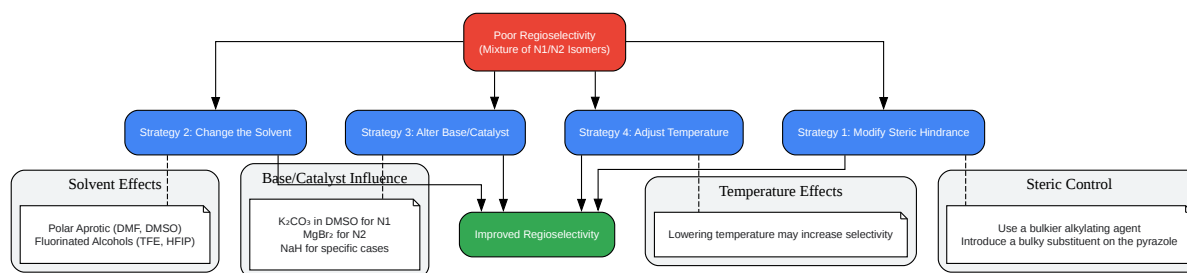 Poor Regioselectivity
(Mixture of N1/N2 Isomers)
Strategy 2: Change the Solvent
Strategy 3: Alter Base/Catalyst
Strategy 4: Adjust Temperature
Strategy 1: Modify Steric Hindrance
Solvent Effects
Polar Aprotic (DMF, DMSO)
Fluorinated Alcohols (TFE, HFIP)
Base/Catalyst Influence
K₂CO₃ in DMSO for N1
MgBr₂ for N2
NaH for specific cases
Improved Regioselectivity
Temperature Effects
Lowering temperature may increase selectivity
Steric Control
Use a bulkier alkylating agent
Introduce a bulky substituent on the pyrazole